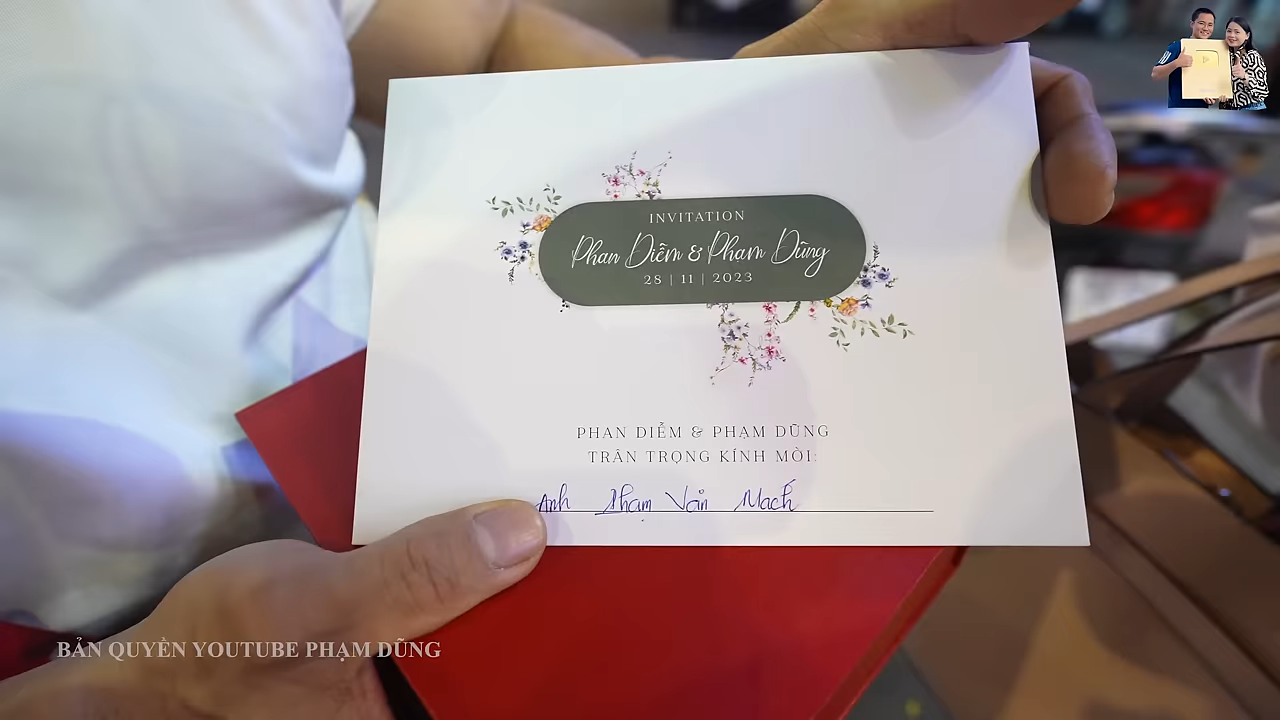 INVITATION
Phan Diễm & Phạm Dũng
28 | 11 | 2023
PHAN DIỄM & PHẠM DŨNG
TRÂN TRỌNG KÍNH MỜI:
Anh Phạm Văn Mach
BẢN QUYỀN YOUTUBE PHẠM DŨNG